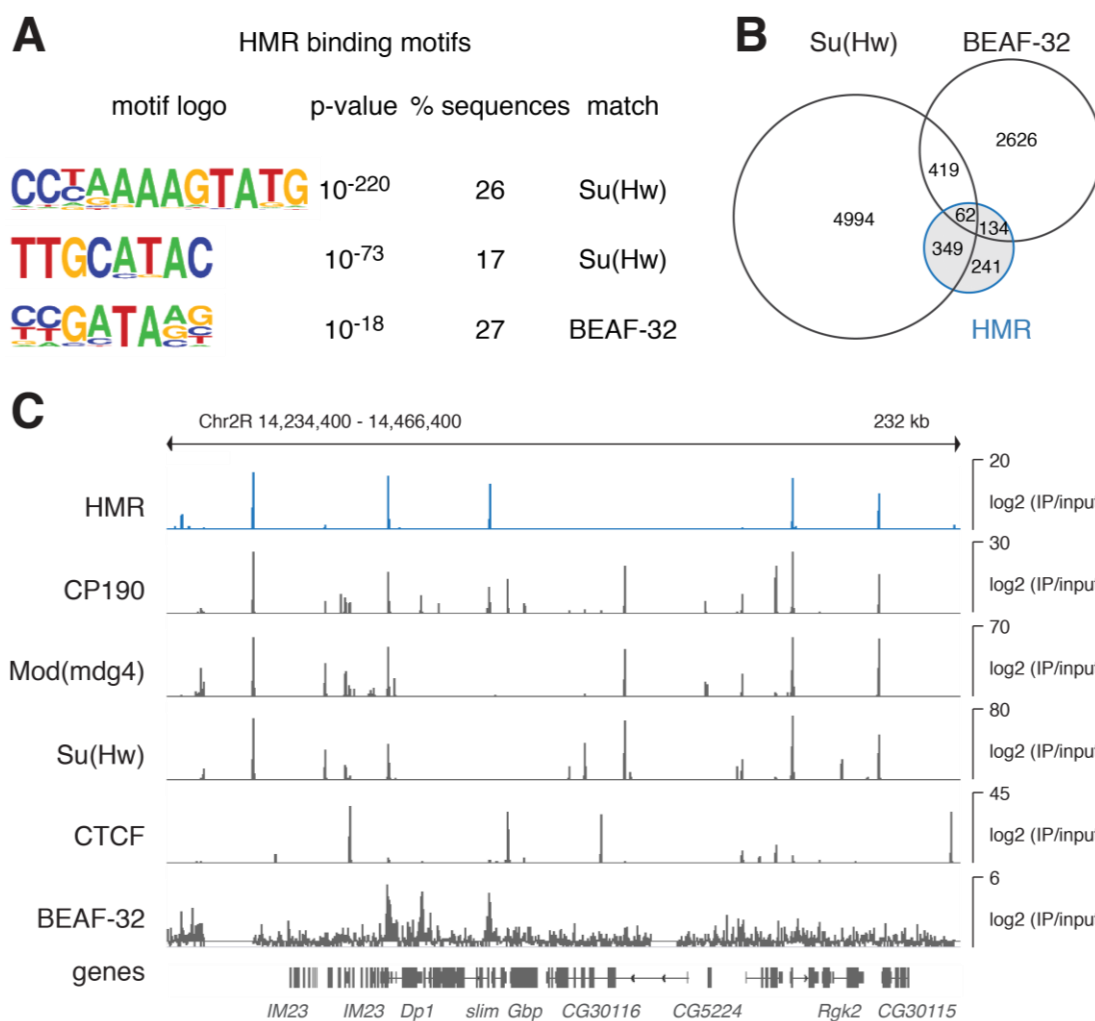 A
HMR binding motifs
motif logo p-value % sequences match
CCTAAAAGTATG 10-220 26 Su(Hw)
TTGCATAC 10-73 17 Su(Hw)
CCGATAAG 10-18 27 BEAF-32
B
Su(Hw) BEAF-32
2626
419
4994
62
134
349
241
HMR
C
Chr2R 14,234,400 - 14,466,400 232 kb
20
HMR log2 (IP/input
30
CP190 log2 (IP/input
70
Mod(mdg4) log2 (IP/input
80
Su(Hw) log2 (IP/input
45
CTCF log2 (IP/input
6
BEAF-32 log2 (IP/input
genes
IM23 IM23 Dp1 slim Gbp CG30116 CG5224 Rgk2 CG30115